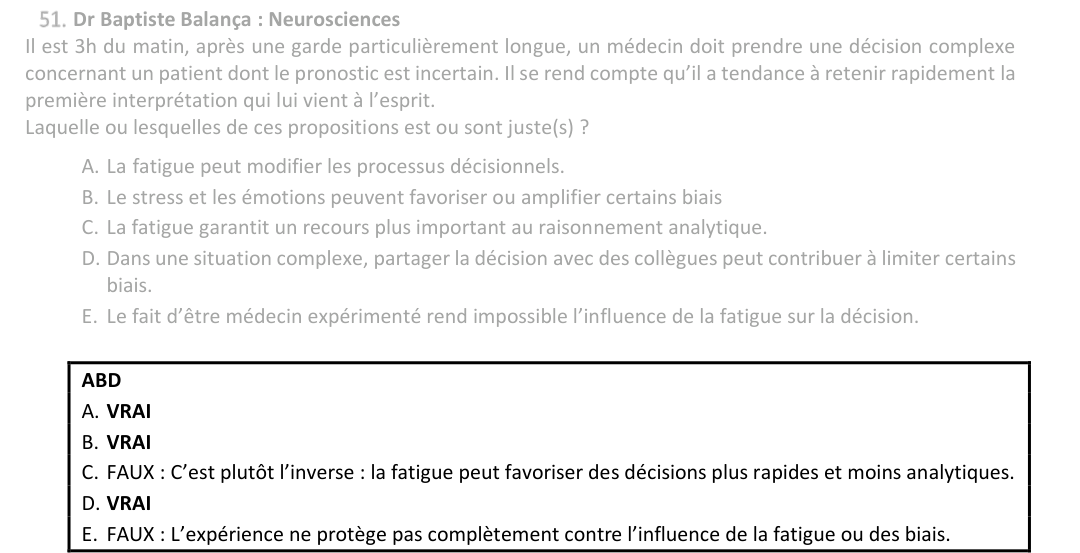 51. Dr Baptiste Balança : Neurosciences
Il est 3h du matin, après une garde particulièrement longue, un médecin doit prendre une décision complexe
concernant un patient dont le pronostic est incertain. Il se rend compte qu’il a tendance à retenir rapidement la
première interprétation qui lui vient à l’esprit.
Laquelle ou lesquelles de ces propositions est ou sont juste(s) ?
A. La fatigue peut modifier les processus décisionnels.
B. Le stress et les émotions peuvent favoriser ou amplifier certains biais
C. La fatigue garantit un recours plus important au raisonnement analytique.
D. Dans une situation complexe, partager la décision avec des collègues peut contribuer à limiter certains
biais.
E. Le fait d’être médecin expérimenté rend impossible l’influence de la fatigue sur la décision.
ABD
A. VRAI
B. VRAI
C. FAUX : C’est plutôt l’inverse : la fatigue peut favoriser des décisions plus rapides et moins analytiques.
D. VRAI
E. FAUX : L’expérience ne protège pas complètement contre l’influence de la fatigue ou des biais.